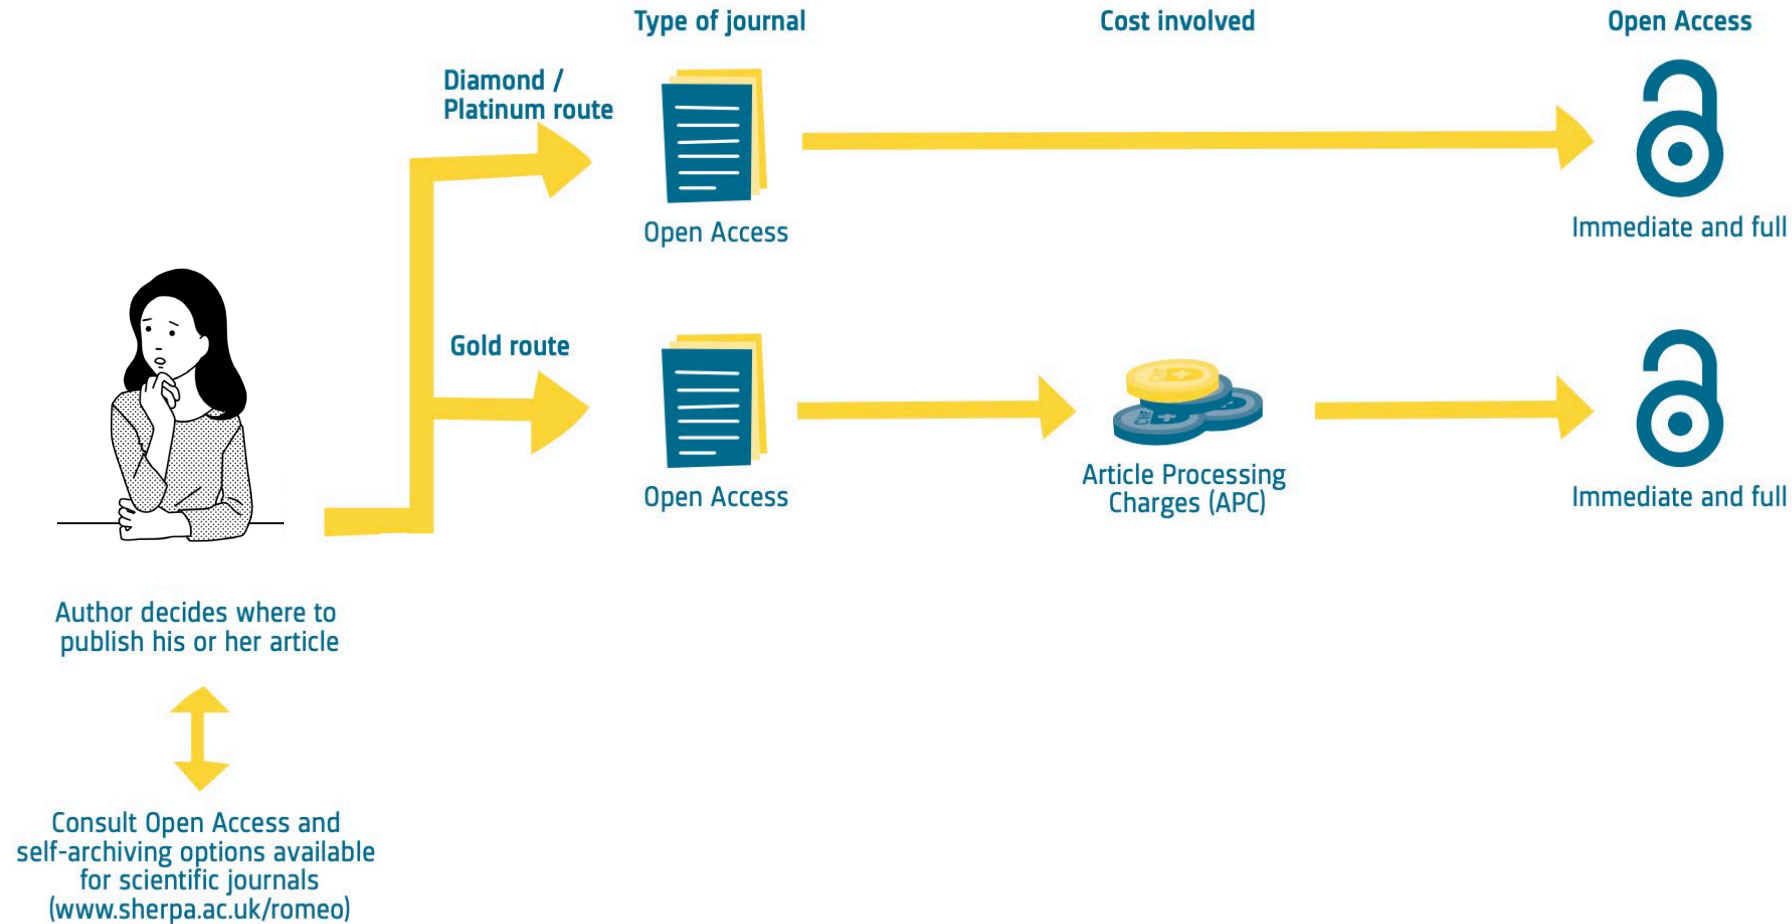 Type of journal
Cost involved
Open Access
Diamond /
Platinum route
Open Access
Immediate and full
Gold route
Open Access
Article Processing
Charges (APC)
Immediate and full
Author decides where to
publish his or her article
Consult Open Access and
self-archiving options available
for scientific journals
(www.sherpa.ac.uk/romeo)